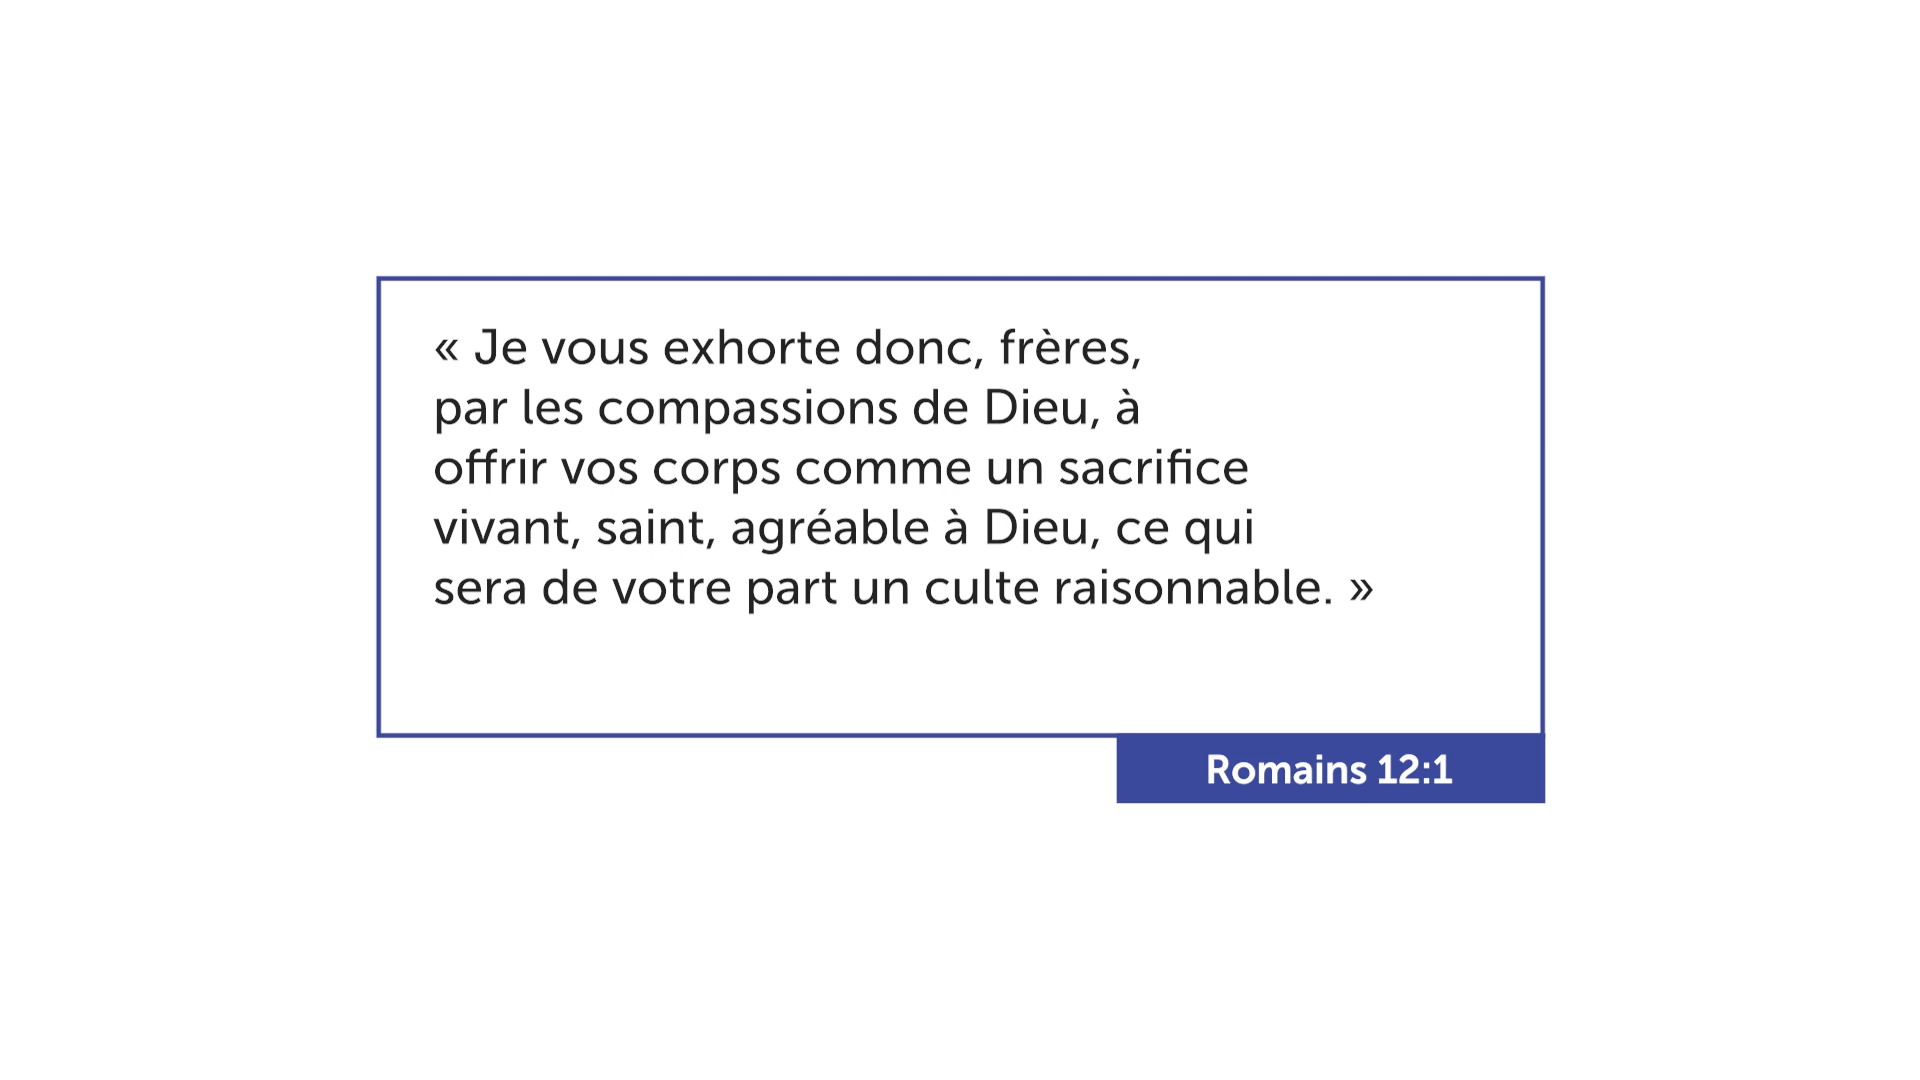 « Je vous exhorte donc, frères,
par les compassions de Dieu, à
offrir vos corps comme un sacrifice
vivant, saint, agréable à Dieu, ce qui
sera de votre part un culte raisonnable. »
Romains 12:1